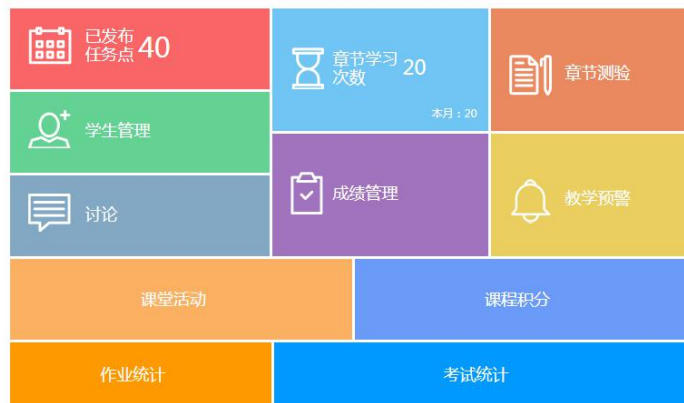 已发布
任务点 40
章节学习
次数 20
本月：20
章节测验
学生管理
讨论
成绩管理
教学预警
课堂活动
课程积分
作业统计
考试统计